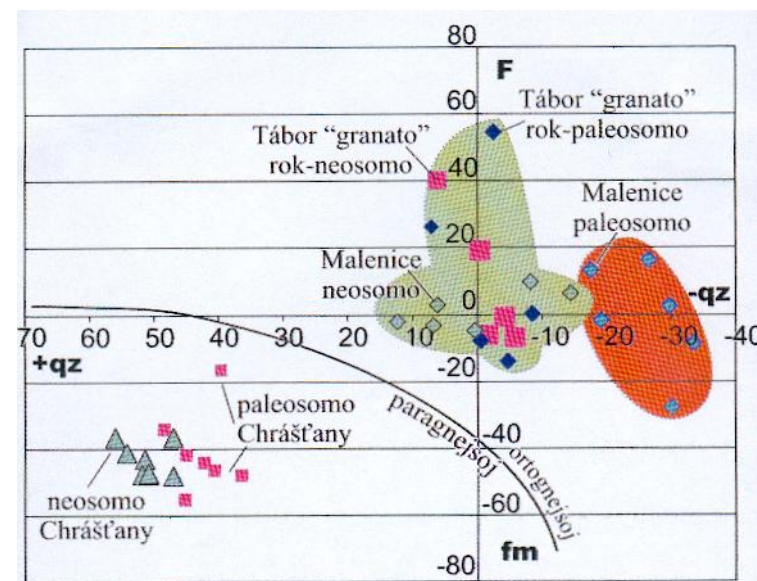 80
F
60
Tábor “granato”
rok-paleosomo
Tábor “granato”
rok-neosomo
40
Malenice
paleosomo
20
Malenice
neosomo
-qz
0
70 60 50 40 30 20 10 0 -10 -20 -30 -40
+qz
-20
paleosomo
Chrášťany
paragnejsoj
ortognejsoj
-40
neosomo
Chrášťany
-60
fm
-80